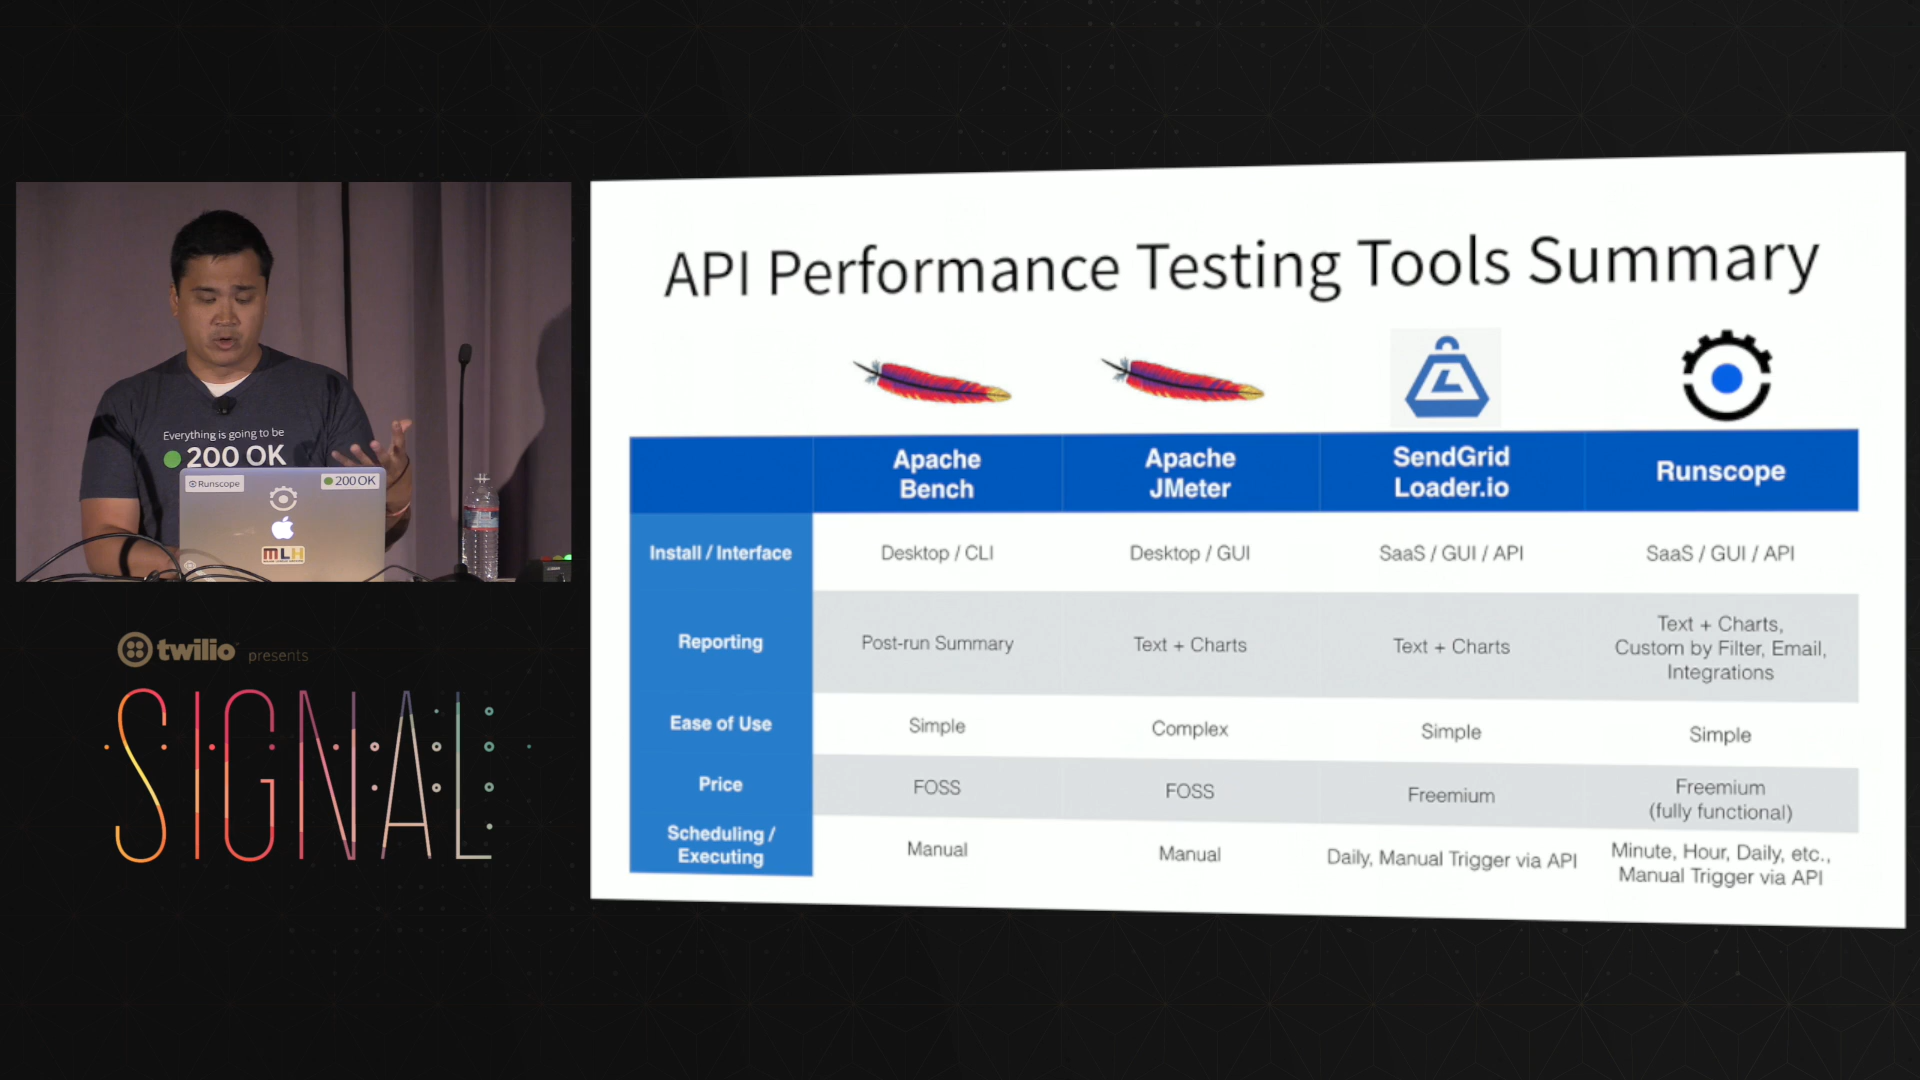 API Performance Testing Tools Summary
Apache Bench
Apache JMeter
SendGrid Loader.io
Runscope
Install / Interface
Desktop / CLI
Desktop / GUI
SaaS / GUI / API
SaaS / GUI / API
Reporting
Post-run Summary
Text + Charts
Text + Charts
Text + Charts,
Custom by Filter, Email,
Integrations
Ease of Use
Simple
Complex
Simple
Simple
Price
FOSS
FOSS
Freemium
Freemium
(fully functional)
Scheduling /
Executing
Manual
Manual
Daily, Manual Trigger via API
Minute, Hour, Daily, etc.,
Manual Trigger via API
Everything is going to be
200 OK
Runscope
200 OK
MLH
twilio presents
SIGNAL